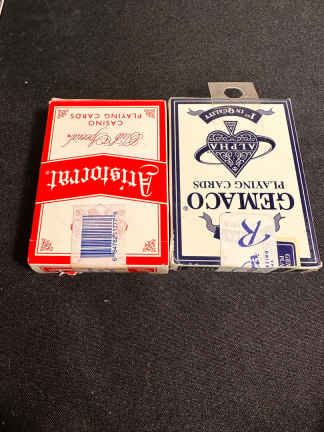 Aristocrat®
Club Special
CASINO
PLAYING CARDS
GEMACO®
PLAYING CARDS
ALPHA
1st IN QUALITY
R